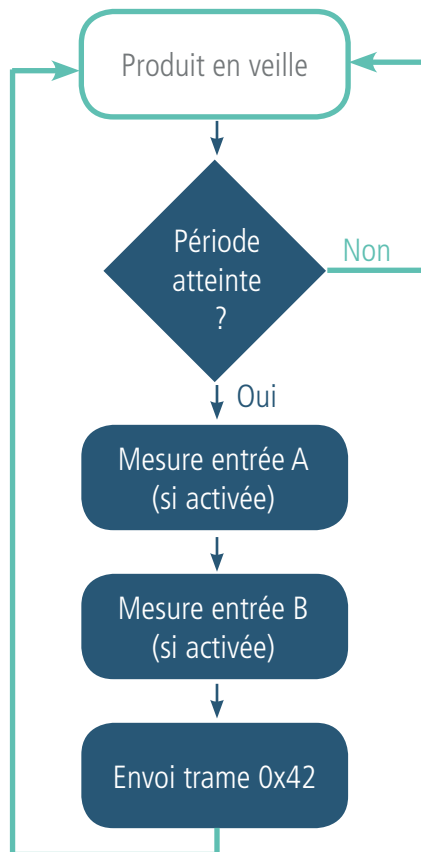 Produit en veille
Période
atteinte
?
Non
Oui
Mesure entrée A
(si activée)
Mesure entrée B
(si activée)
Envoi trame 0x42